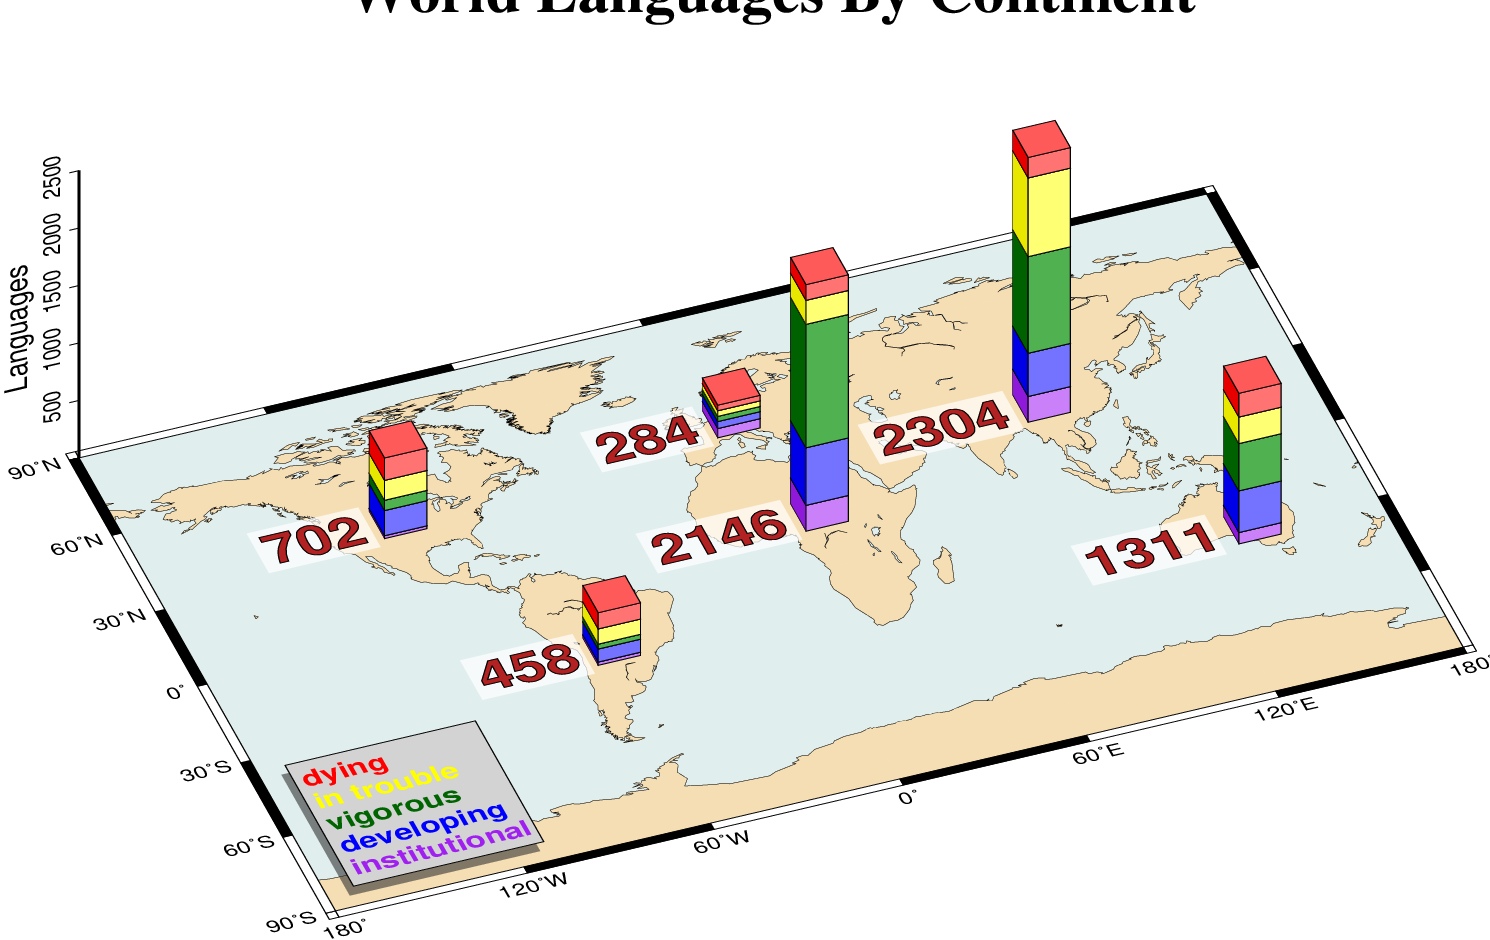 World Languages By Continent
Languages
2500
2000
1500
1000
500
2304
284
702
2146
1311
458
90°N
60°N
30°N
0°
30°S
60°S
90°S
180°
120°W
60°W
0°
60°E
120°E
180°
dying
in trouble
vigorous
developing
institutional